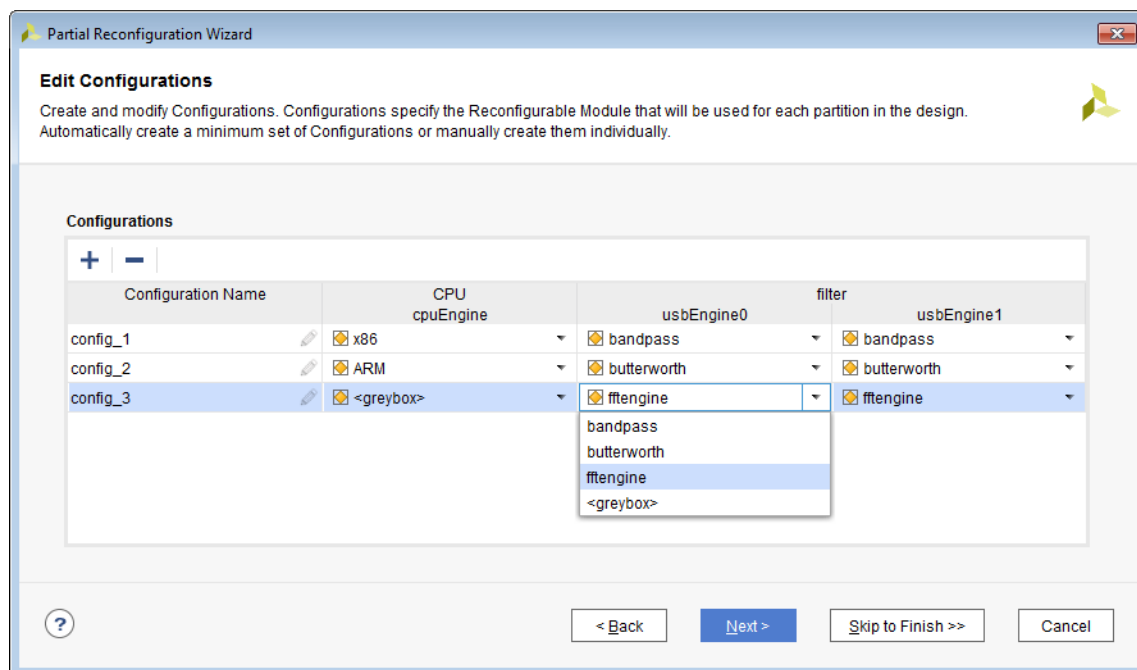 Partial Reconfiguration Wizard
Edit Configurations
Create and modify Configurations. Configurations specify the Reconfigurable Module that will be used for each partition in the design.
Automatically create a minimum set of Configurations or manually create them individually.
Configurations
Configuration Name CPU filter
cpuEngine usbEngine0 usbEngine1
config_1 x86 bandpass bandpass
config_2 ARM butterworth butterworth
config_3 <greybox> fftengine fftengine
bandpass
butterworth
fftengine
<greybox>
? < Back Next > Skip to Finish >> Cancel